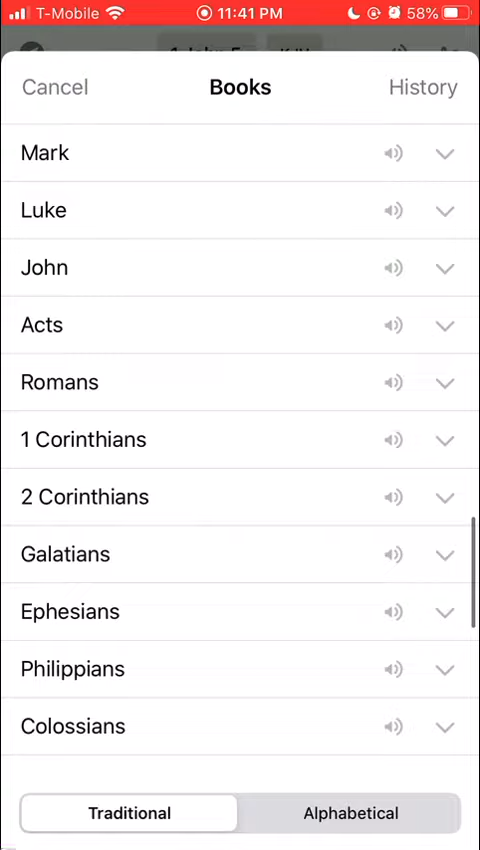 T-Mobile 11:41 PM 58%
Cancel Books History
Mark
Luke
John
Acts
Romans
1 Corinthians
2 Corinthians
Galatians
Ephesians
Philippians
Colossians
Traditional Alphabetical